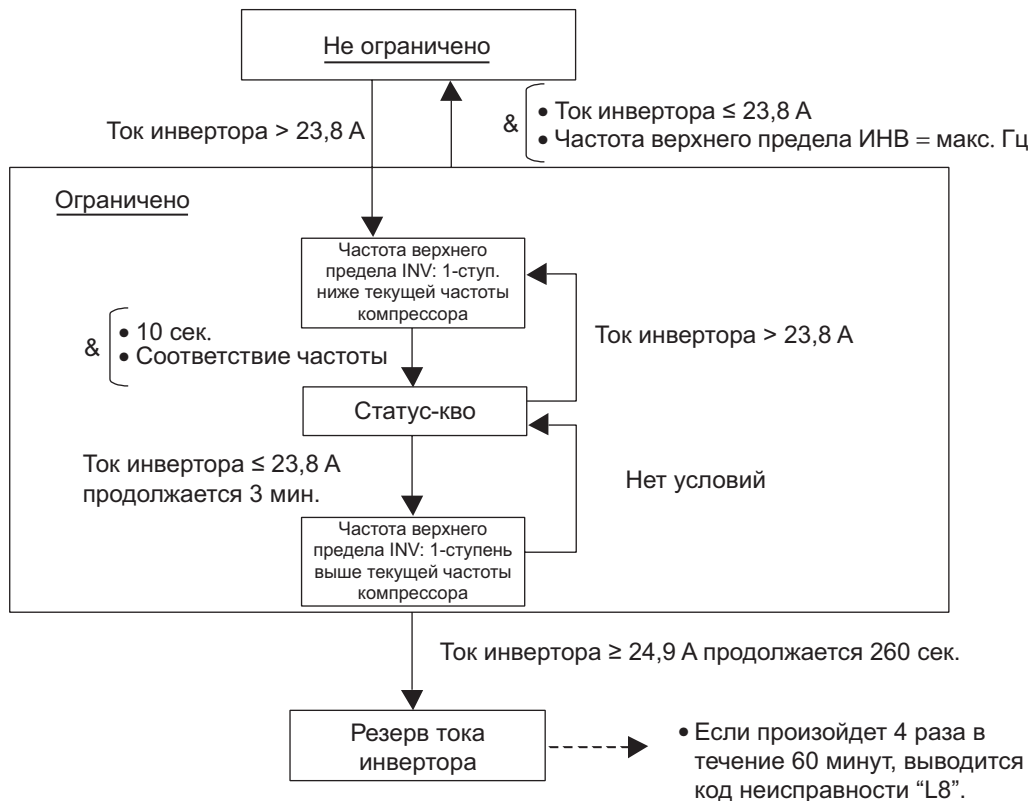 Не ограничено
Ток инвертора > 23,8 А
&
• Ток инвертора ≤ 23,8 А
• Частота верхнего предела ИНВ = макс. Гц
Ограничено
Частота верхнего
предела INV: 1-ступ.
ниже текущей частоты
компрессора
&
• 10 сек.
• Соответствие частоты
Ток инвертора > 23,8 А
Статус-кво
Ток инвертора ≤ 23,8 А
продолжается 3 мин.
Нет условий
Частота верхнего
предела INV: 1-ступень
выше текущей частоты
компрессора
Ток инвертора ≥ 24,9 А продолжается 260 сек.
Резерв тока
инвертора
• Если произойдет 4 раза в
течение 60 минут, выводится
код неисправности “L8”.